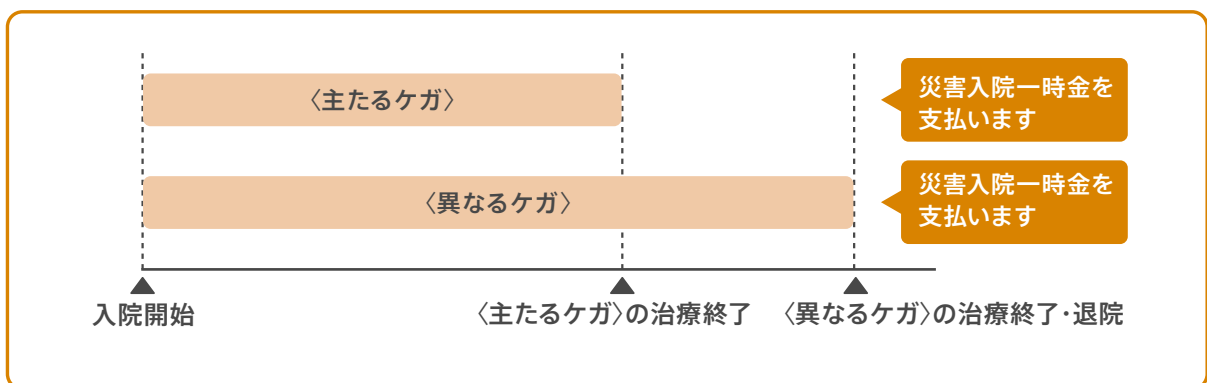 〈主たるケガ〉
災害入院一時金を
支払います
〈異なるケガ〉
災害入院一時金を
支払います
入院開始
〈主たるケガ〉の治療終了
〈異なるケガ〉の治療終了・退院